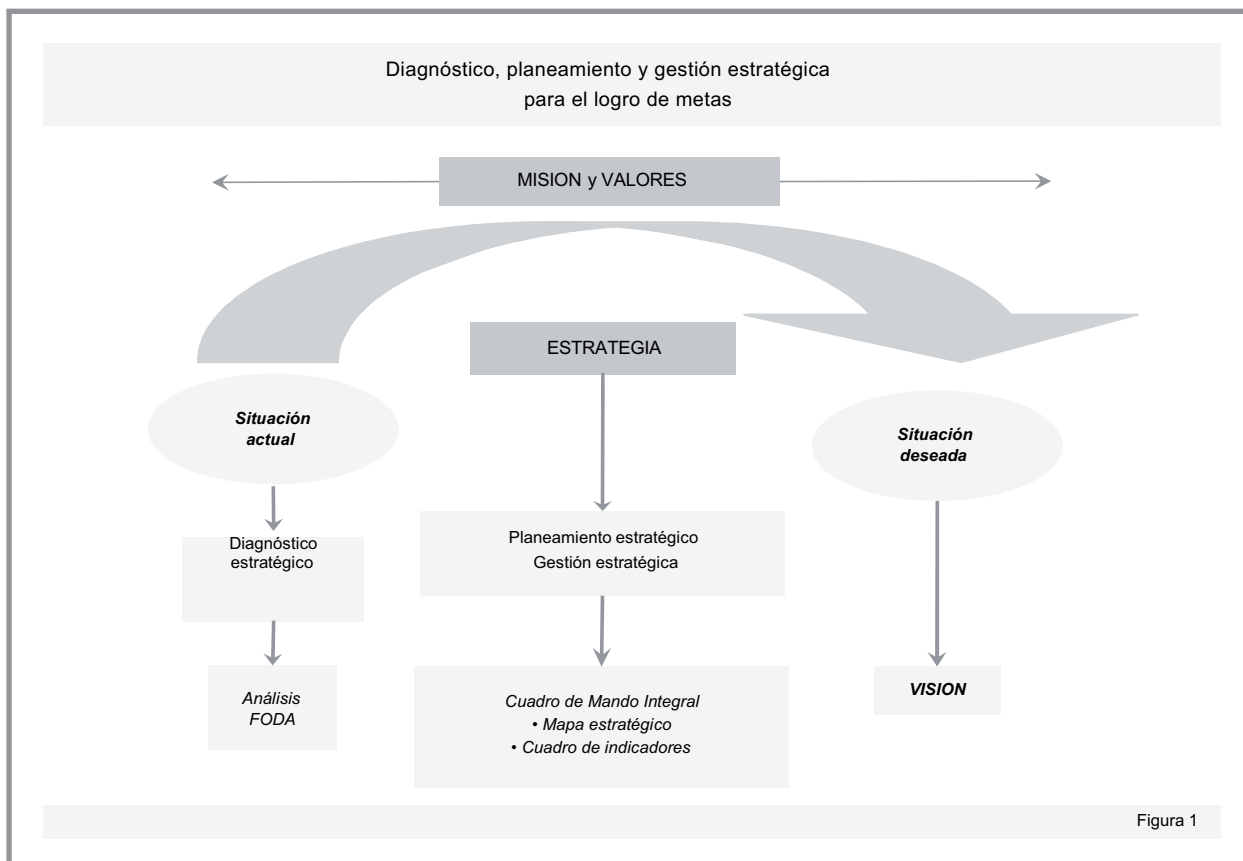 Diagnóstico, planeamiento y gestión estratégica
para el logro de metas
MISION y VALORES
ESTRATEGIA
Situación
actual
Situación
deseada
Diagnóstico
estratégico
Planeamiento estratégico
Gestión estratégica
Análisis
FODA
Cuadro de Mando Integral
• Mapa estratégico
• Cuadro de indicadores
VISION
Figura 1